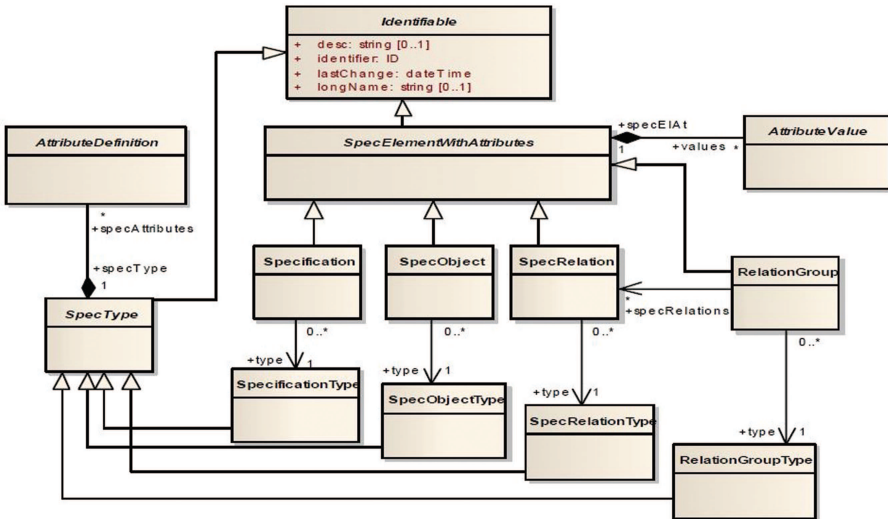 Identifiable
+ desc: string [0..1]
+ identifier: ID
+ lastChange: dateTime
+ longName: string [0..1]
AttributeDefinition
SpecElementWithAttributes
+specElAt
1
+values
*
AttributeValue
*
+specAttributes
+specType
1
SpecType
Specification
SpecObject
SpecRelation
RelationGroup
*
+specRelations
0..*
0..*
0..*
0..*
+type
1
+type
1
+type
1
+type
1
SpecificationType
SpecObjectType
SpecRelationType
RelationGroupType